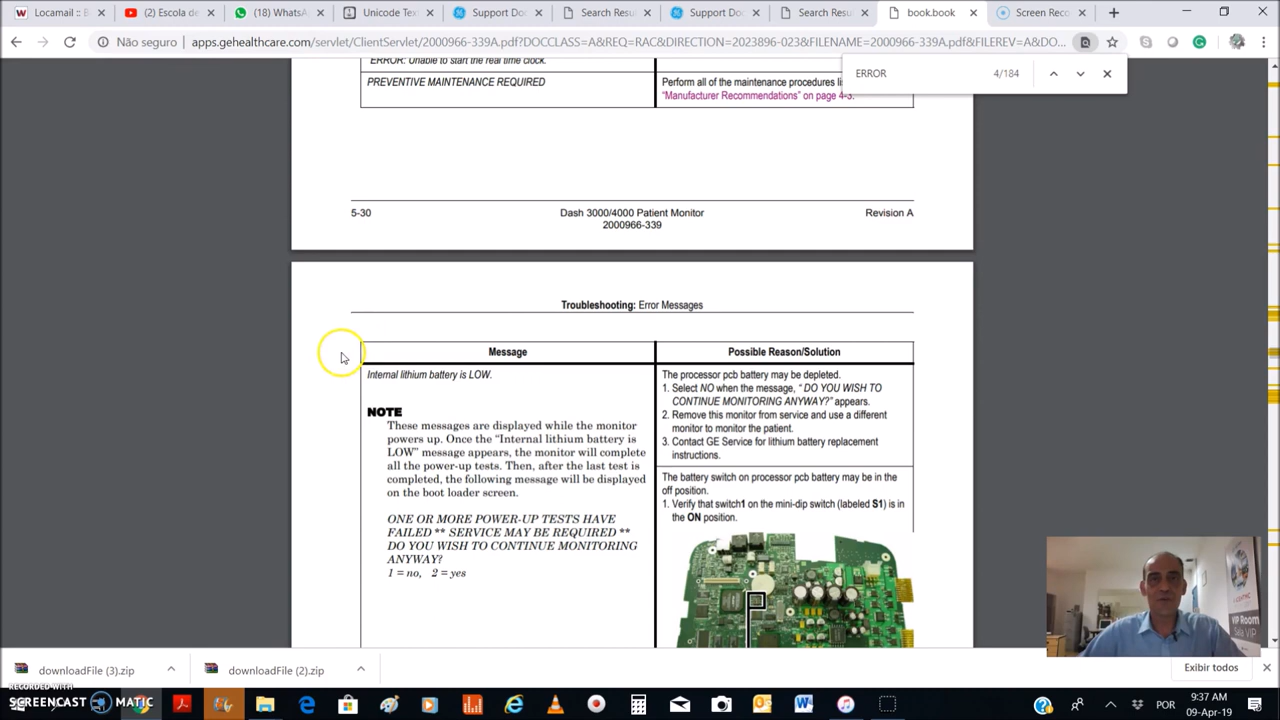 Locamail :: B
(2) Escola de
(18) WhatsA
Unicode Text
Support Doc
Search Resu
Support Doc
Search Resu
book.book
Screen Reco
Não seguro
apps.gehealthcare.com/servlet/ClientServlet/2000966-339A.pdf?DOCCLASS=A&REQ=RAC&DIRECTION=2023896-023&FILENAME=2000966-339A.pdf&FILEREV=A&DO...
ERROR 4/184
ERROR: Unable to start the real time clock.
PREVENTIVE MAINTENANCE REQUIRED
Perform all of the maintenance procedures li
"Manufacturer Recommendations" on page 4-3.
5-30 Dash 3000/4000 Patient Monitor Revision A
2000966-339
Troubleshooting: Error Messages
Message
Possible Reason/Solution
Internal lithium battery is LOW.
NOTE
These messages are displayed while the monitor
powers up. Once the "Internal lithium battery is
LOW" message appears, the monitor will complete
all the power-up tests. Then, after the last test is
completed, the following message will be displayed
on the boot loader screen.
ONE OR MORE POWER-UP TESTS HAVE
FAILED ** SERVICE MAY BE REQUIRED **
DO YOU WISH TO CONTINUE MONITORING
ANYWAY?
1 = no, 2 = yes
The processor pcb battery may be depleted.
1. Select NO when the message, " DO YOU WISH TO
CONTINUE MONITORING ANYWAY?" appears.
2. Remove this monitor from service and use a different
monitor to monitor the patient.
3. Contact GE Service for lithium battery replacement
instructions.
The battery switch on processor pcb battery may be in the
off position.
1. Verify that switch1 on the mini-dip switch (labeled S1) is in
the ON position.
VIP Room
Sala VIP
downloadFile (3).zip
downloadFile (2).zip
Exibir todos
RECORDED WITH
SCREENCAST MATIC
POR
9:37 AM
09-Apr-19